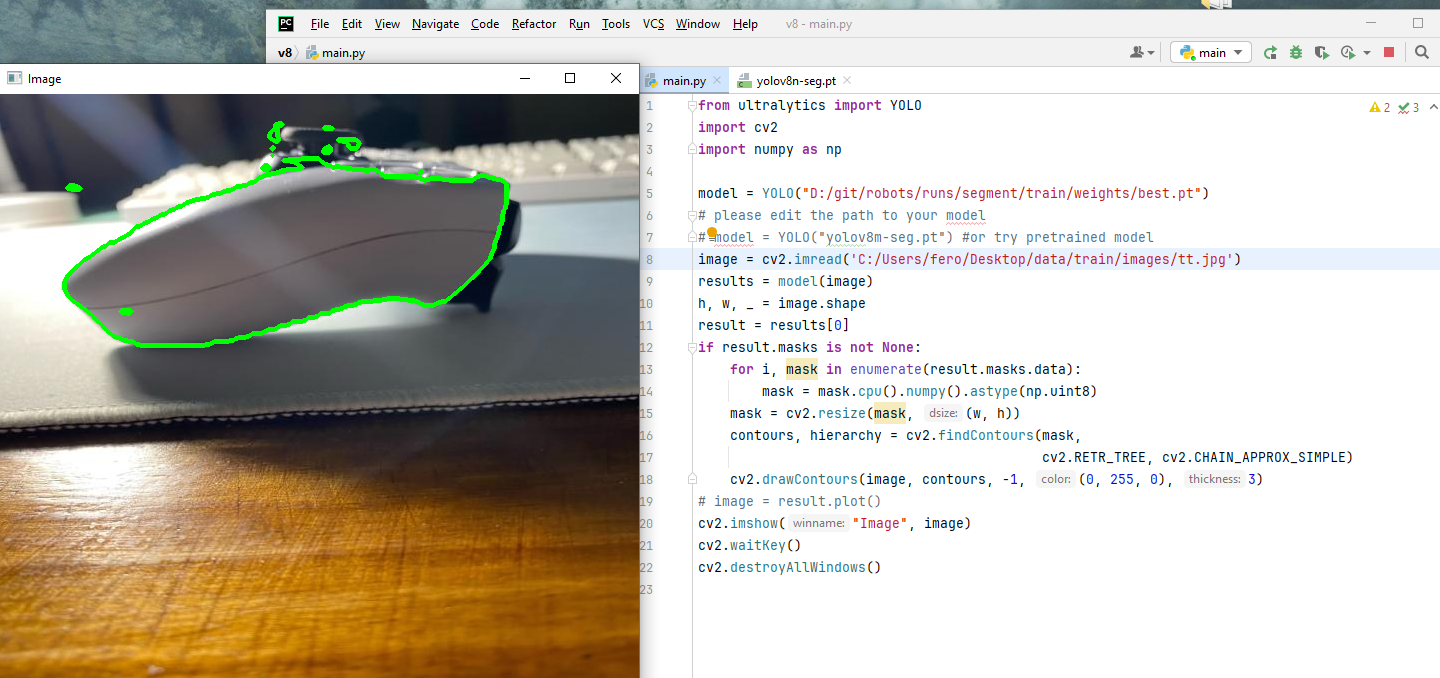 PC File Edit View Navigate Code Refactor Run Tools VCS Window Help v8 - main.py
v8 main.py main
Image
main.py yolov8n-seg.pt
2 3
1 from ultralytics import YOLO
2 import cv2
3 import numpy as np
4
5 model = YOLO("D:/git/robots/runs/segment/train/weights/best.pt")
6 # please edit the path to your model
7 # model = YOLO("yolov8m-seg.pt") #or try pretrained model
8 image = cv2.imread('C:/Users/fero/Desktop/data/train/images/tt.jpg')
9 results = model(image)
10 h, w, _ = image.shape
11 result = results[0]
12 if result.masks is not None:
13 for i, mask in enumerate(result.masks.data):
14 mask = mask.cpu().numpy().astype(np.uint8)
15 mask = cv2.resize(mask, dsize: (w, h))
16 contours, hierarchy = cv2.findContours(mask,
17 cv2.RETR_TREE, cv2.CHAIN_APPROX_SIMPLE)
18 cv2.drawContours(image, contours, -1, color: (0, 255, 0), thickness: 3)
19 # image = result.plot()
20 cv2.imshow( winname: "Image", image)
21 cv2.waitKey()
22 cv2.destroyAllWindows()
23